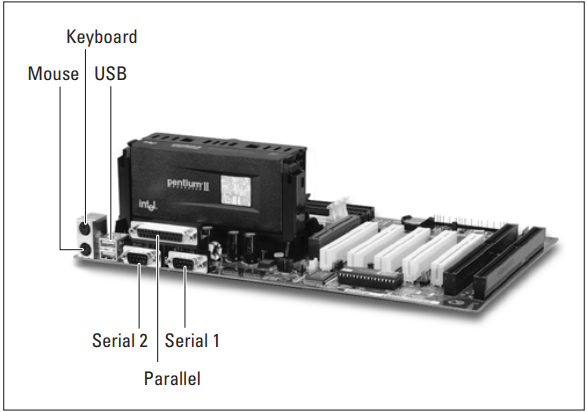 Keyboard
Mouse USB
pentium II
intel
Serial 2 Serial 1
Parallel